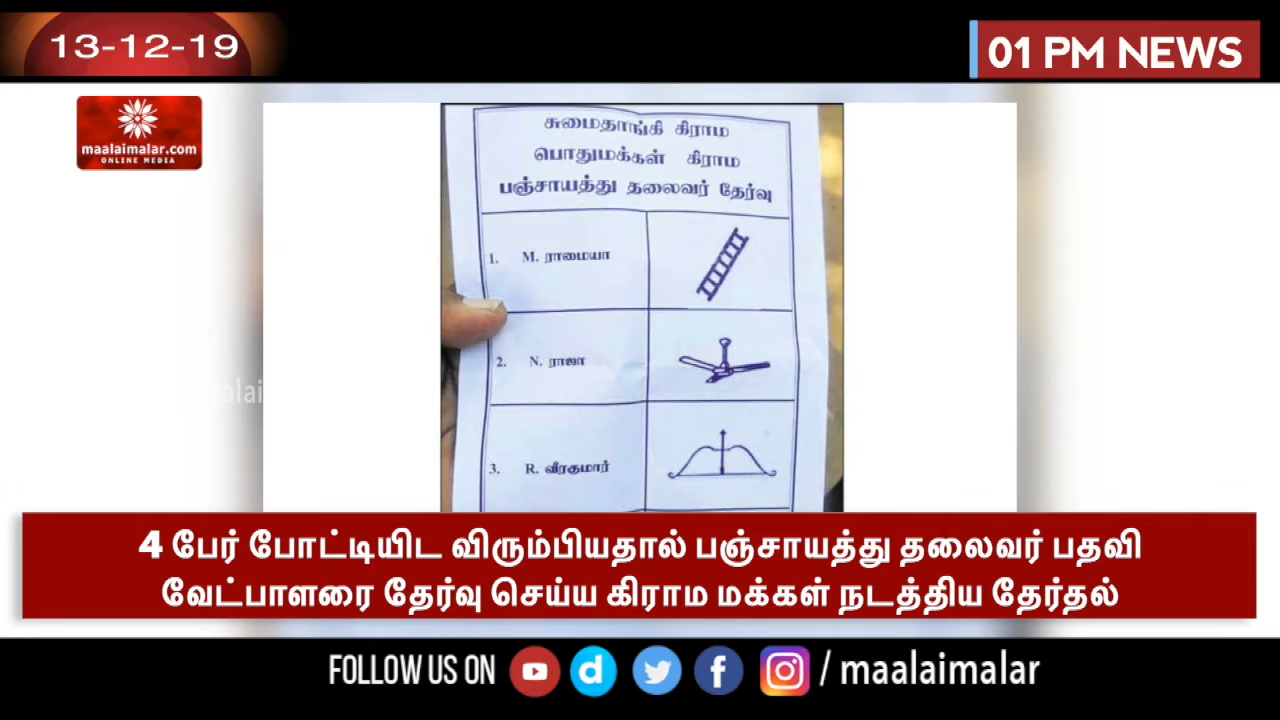 13-12-19
01 PM NEWS
maalaimalar.com
ONLINE MEDIA
சுமைதாங்கி கிராம
பொதுமக்கள் கிராம
பஞ்சாயத்து தலைவர் தேர்வு
1. M. ராமையா
2. N. ராஜா
3. R. வீரகுமார்
4 பேர் போட்டியிட விரும்பியதால் பஞ்சாயத்து தலைவர் பதவி
வேட்பாளரை தேர்வு செய்ய கிராம மக்கள் நடத்திய தேர்தல்
FOLLOW US ON / maalaimalar